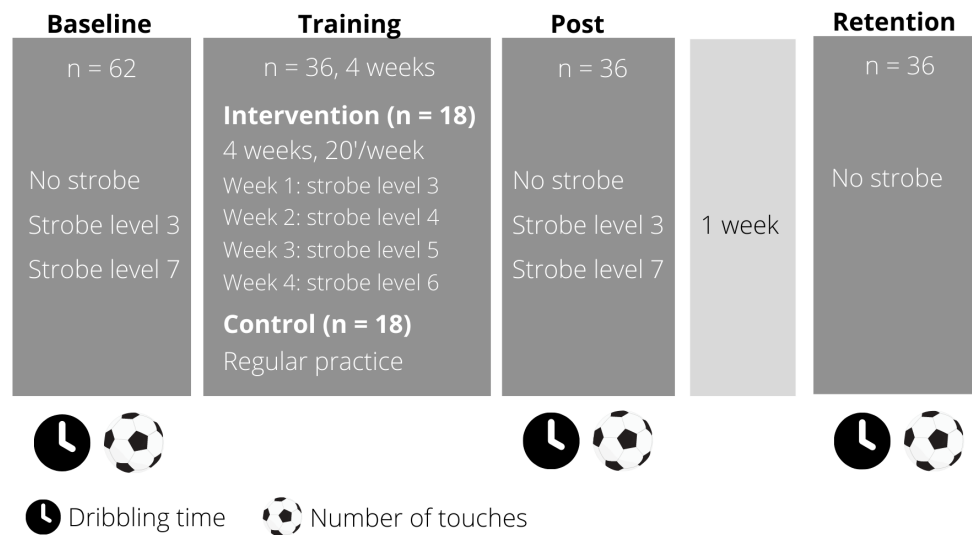 Baseline
n = 62
No strobe
Strobe level 3
Strobe level 7
Training
n = 36, 4 weeks
Intervention (n = 18)
4 weeks, 20'/week
Week 1: strobe level 3
Week 2: strobe level 4
Week 3: strobe level 5
Week 4: strobe level 6
Control (n = 18)
Regular practice
Post
n = 36
No strobe
Strobe level 3
Strobe level 7
1 week
Retention
n = 36
No strobe
Dribbling time
Number of touches